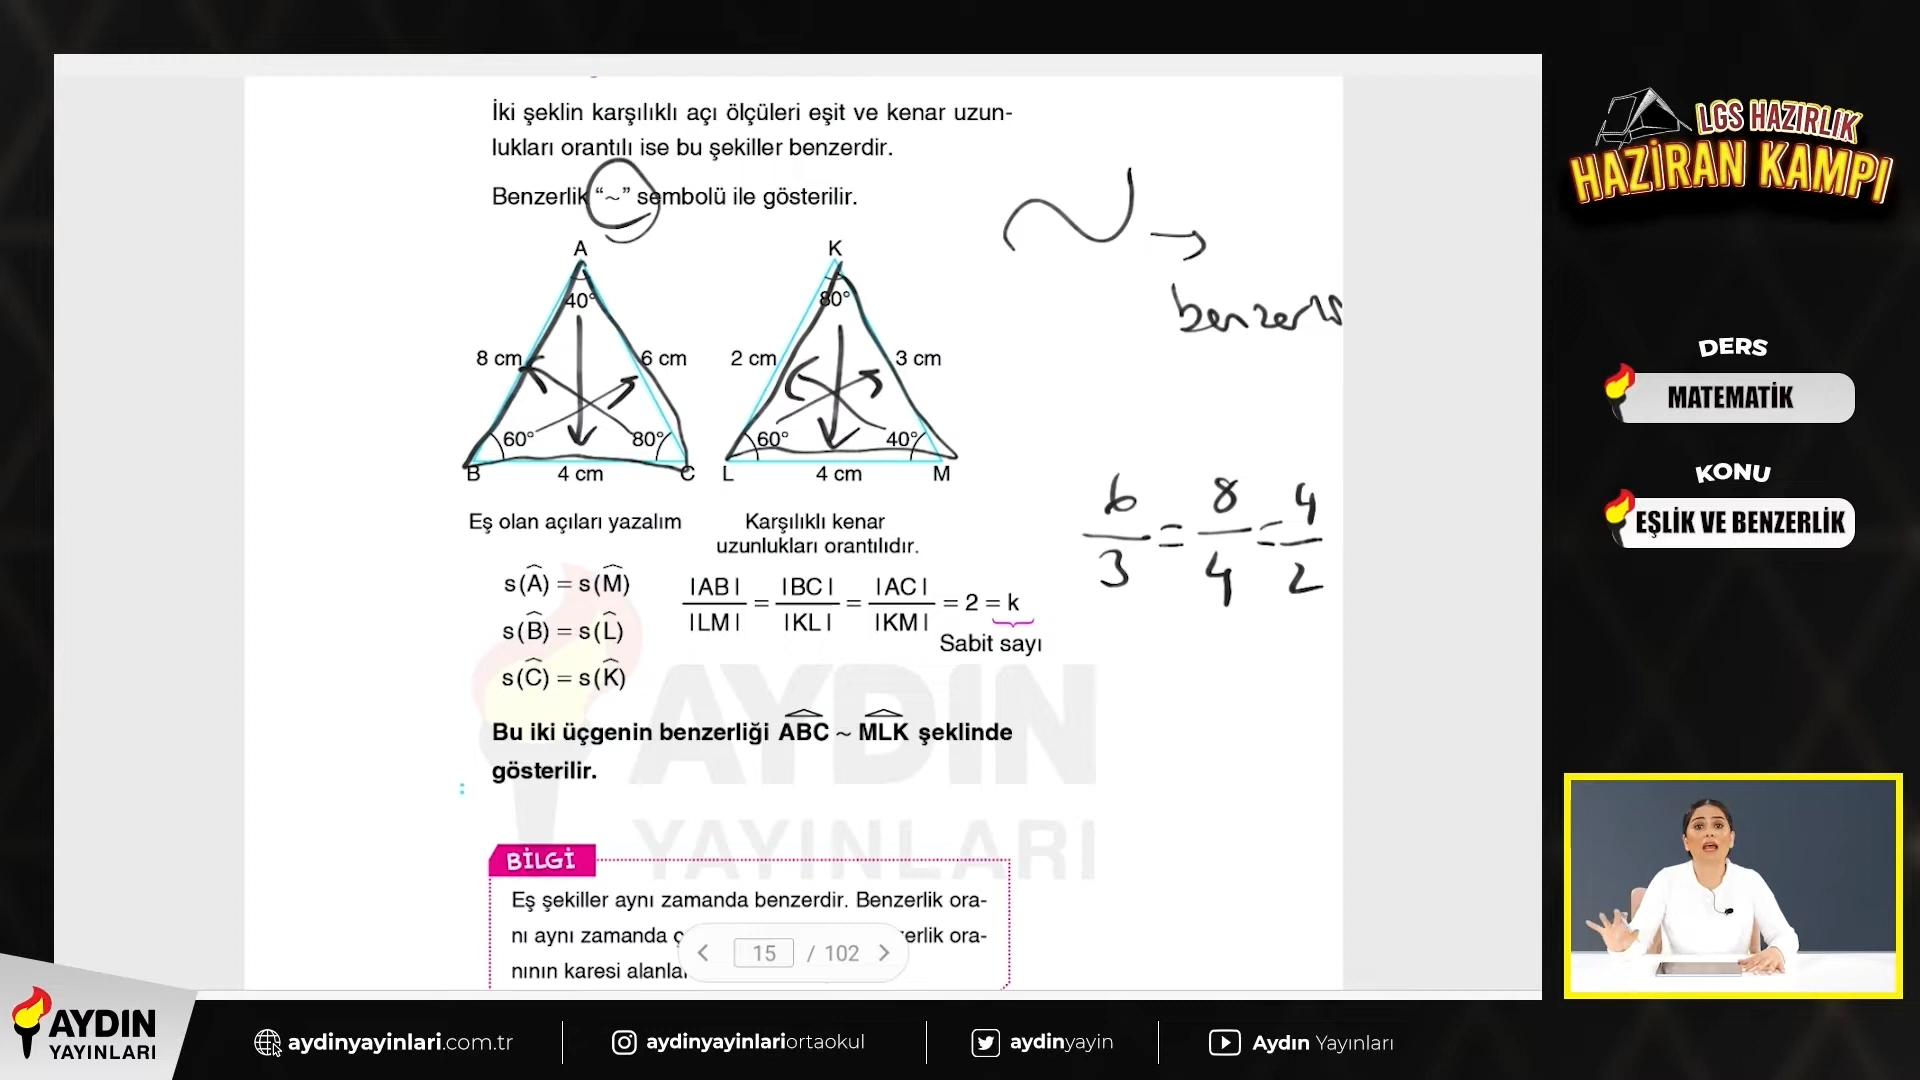 İki şeklin karşılıklı açı ölçüleri eşit ve kenar uzun-
lukları orantılı ise bu şekiller benzerdir.
Benzerlik “~” sembolü ile gösterilir.
A
40°
8 cm
6 cm
60°
80°
B
4 cm
C
K
80°
2 cm
3 cm
60°
40°
L
4 cm
M
~ →
6/3 = 8/4 = 4/2
Eş olan açıları yazalım
s(Â) = s(M̂)
s(B̂) = s(L̂)
s(Ĉ) = s(K̂)
Karşılıklı kenar
uzunlukları orantılıdır.
|AB|/|LM| = |BC|/|KL| = |AC|/|KM| = 2 = k
Sabit sayı
Bu iki üçgenin benzerliği ABC ~ MLK şeklinde
gösterilir.
:
AYDIN
YAYINLARI
BİLGİ
Eş şekiller aynı zamanda benzerdir. Benzerlik ora-
nı aynı zamanda
erlik ora-
nının karesi
< 15 / 102 >
LGS HAZIRLIK
HAZİRAN KAMPI
DERS
MATEMATİK
KONU
EŞLİK VE BENZERLİK
AYDIN
YAYINLARI
aydinyayinlari.com.tr
aydinyayinlariortaokul
aydinyayin
Aydın Yayınları